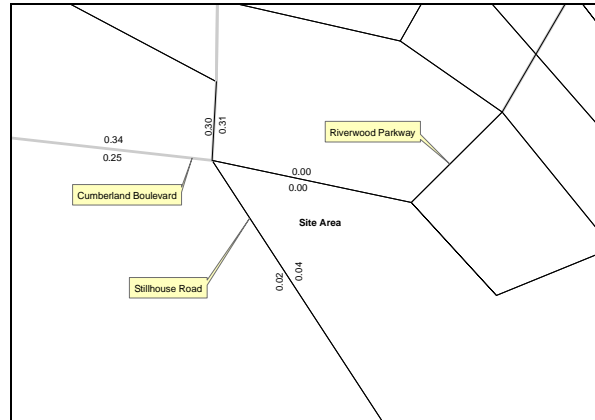 0.30
0.31
Riverwood Parkway
0.34
0.25
Cumberland Boulevard
0.00
0.00
Site Area
0.02
0.04
Stillhouse Road